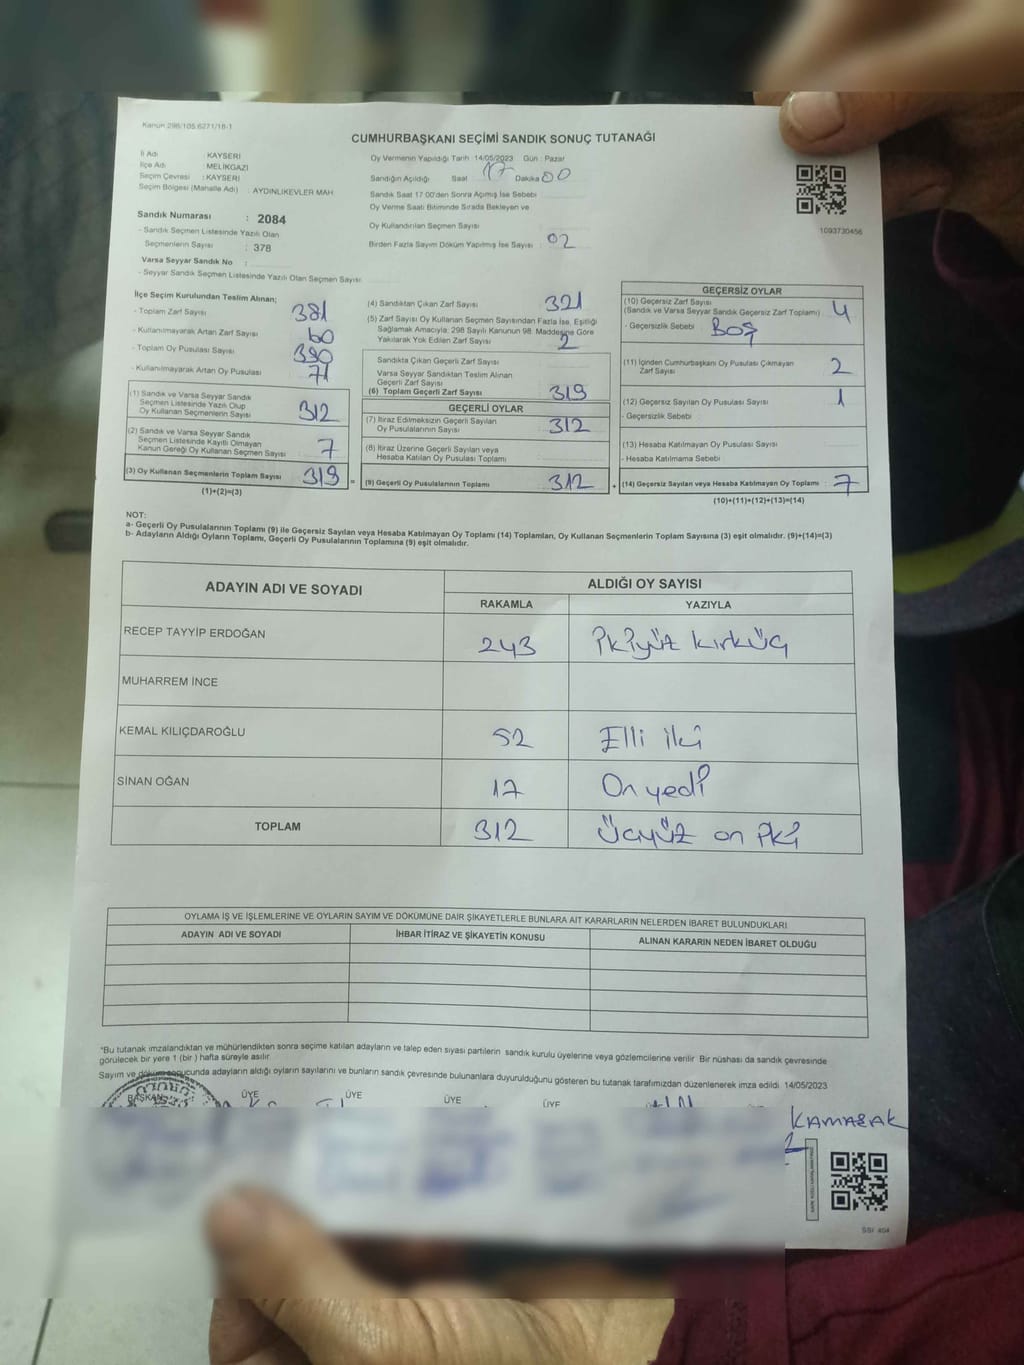 Kanun 298/105.6271/18-1
CUMHURBAŞKANI SEÇİMİ SANDIK SONUÇ TUTANAĞI
İl Adı : KAYSERİ
İlçe Adı : MELİKGAZİ
Seçim Çevresi : KAYSERİ
Seçim Bölgesi (Mahalle Adı) : AYDINLIKEVLER MAH.
Sandık Numarası : 2084
- Sandık Seçmen Listesinde Yazılı Olan
Seçmenlerin Sayısı : 378
Varsa Seyyar Sandık No :
- Seyyar Sandık Seçmen Listesinde Yazılı Olan Seçmen Sayısı
Oy Vermenin Yapıldığı Tarih : 14/05/2023 Gün : Pazar
Sandığın Açıldığı Saat 17 Dakika 00
Sandık Saat 17:00'den Sonra Açımış İse Sebebi
Oy Verme Saati Bitiminde Sırada Bekleyen ve
Oy Kullandırılan Seçmen Sayısı
Birden Fazla Sayım Döküm Yapılmış İse Sayısı : 02
1093730456
İlçe Seçim Kurulundan Teslim Alınan;
- Toplam Zarf Sayısı 381
- Kullanılmayarak Artan Zarf Sayısı 60
- Toplam Oy Pusulası Sayısı 390
- Kullanılmayarak Artan Oy Pusulası 71
(1) Sandık ve Varsa Seyyar Sandık
Seçmen Listesinde Yazılı Olup
Oy Kullanan Seçmenlerin Sayısı 312
(2) Sandık ve Varsa Seyyar Sandık
Seçmen Listesinde Kayıtlı Olmayan
Kanun Gereği Oy Kullanan Seçmen Sayısı 7
(3) Oy Kullanan Seçmenlerin Toplam Sayısı 319 =
(1)+(2)=(3)
(4) Sandıktan Çıkan Zarf Sayısı 321
(5) Zarf Sayısı Oy Kullanan Seçmen Sayısından Fazla İse, Eşitliği
Sağlamak Amacıyla; 298 Sayılı Kanunun 98. Maddesine Göre
Yakılarak Yok Edilen Zarf Sayısı 2
Sandıkta Çıkan Geçerli Zarf Sayısı
Varsa Seyyar Sandıktan Teslim Alınan
Geçerli Zarf Sayısı
(6) Toplam Geçerli Zarf Sayısı 319
GEÇERLİ OYLAR
(7) İtiraz Edilmeksizin Geçerli Sayılan
Oy Pusulalarının Sayısı 312
(8) İtiraz Üzerine Geçerli Sayılan veya
Hesaba Katılan Oy Pusulası Toplamı
(9) Geçerli Oy Pusulalarının Toplamı 312 +
GEÇERSİZ OYLAR
(10) Geçersiz Zarf Sayısı
(Sandık ve Varsa Seyyar Sandık Geçersiz Zarf Toplamı) 4
- Geçersizlik Sebebi : BOŞ
(11) İçinden Cumhurbaşkanı Oy Pusulası Çıkmayan
Zarf Sayısı 2
(12) Geçersiz Sayılan Oy Pusulası Sayısı 1
- Geçersizlik Sebebi
(13) Hesaba Katılmayan Oy Pusulası Sayısı
- Hesaba Katılmama Sebebi
(14) Geçersiz Sayılan veya Hesaba Katılmayan Oy Toplamı : 7
(10)+(11)+(12)+(13)=(14)
NOT:
a- Geçerli Oy Pusulalarının Toplamı (9) ile Geçersiz Sayılan veya Hesaba Katılmayan Oy Toplamı (14) Toplamları, Oy Kullanan Seçmenlerin Toplam Sayısına (3) eşit olmalıdır. (9)+(14)=(3)
b- Adayların Aldığı Oyların Toplamı, Geçerli Oy Pusulalarının Toplamına (9) eşit olmalıdır.
ADAYIN ADI VE SOYADI ALDIĞI OY SAYISI
RAKAMLA YAZIYLA
RECEP TAYYİP ERDOĞAN 243 İkiyüz kırküç
MUHARREM İNCE
KEMAL KILIÇDAROĞLU 52 Elli iki
SİNAN OĞAN 17 On yedi
TOPLAM 312 üçyüz on iki
OYLAMA İŞ VE İŞLEMLERİNE VE OYLARIN SAYIM VE DÖKÜMÜNE DAİR ŞİKAYETLERLE BUNLARA AİT KARARLARIN NELERDEN İBARET BULUNDUKLARI
ADAYIN ADI VE SOYADI İHBAR İTİRAZ VE ŞİKAYETİN KONUSU ALINAN KARARIN NEDEN İBARET OLDUĞU
*Bu tutanak imzalandıktan ve mühürlendikten sonra seçime katılan adayların ve talep eden siyasi partilerin sandık kurulu üyelerine veya gözlemcilerine verilir. Bir nüshası da sandık çevresinde
görülecek bir yere 1 (bir) hafta süreyle asılır.
Sayım ve döküm sonucunda adayların aldığı oyların sayılarını ve bunların sandık çevresinde bulunanlara duyurulduğunu gösteren bu tutanak tarafımızdan düzenlenerek imza edildi. 14/05/2023
BAŞKAN ÜYE ÜYE ÜYE ÜYE
KAMALAK
SSI 404